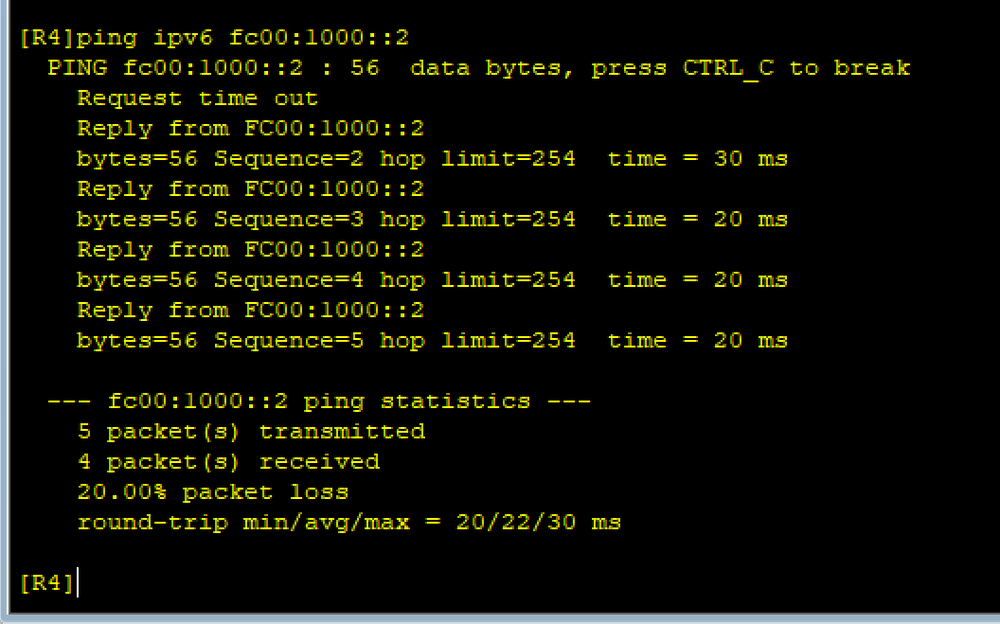 [R4]ping ipv6 fc00:1000::2
PING fc00:1000::2 : 56  data bytes, press CTRL_C to break
Request time out
Reply from FC00:1000::2
bytes=56 Sequence=2 hop limit=254  time = 30 ms
Reply from FC00:1000::2
bytes=56 Sequence=3 hop limit=254  time = 20 ms
Reply from FC00:1000::2
bytes=56 Sequence=4 hop limit=254  time = 20 ms
Reply from FC00:1000::2
bytes=56 Sequence=5 hop limit=254  time = 20 ms
--- fc00:1000::2 ping statistics ---
5 packet(s) transmitted
4 packet(s) received
20.00% packet loss
round-trip min/avg/max = 20/22/30 ms
[R4]